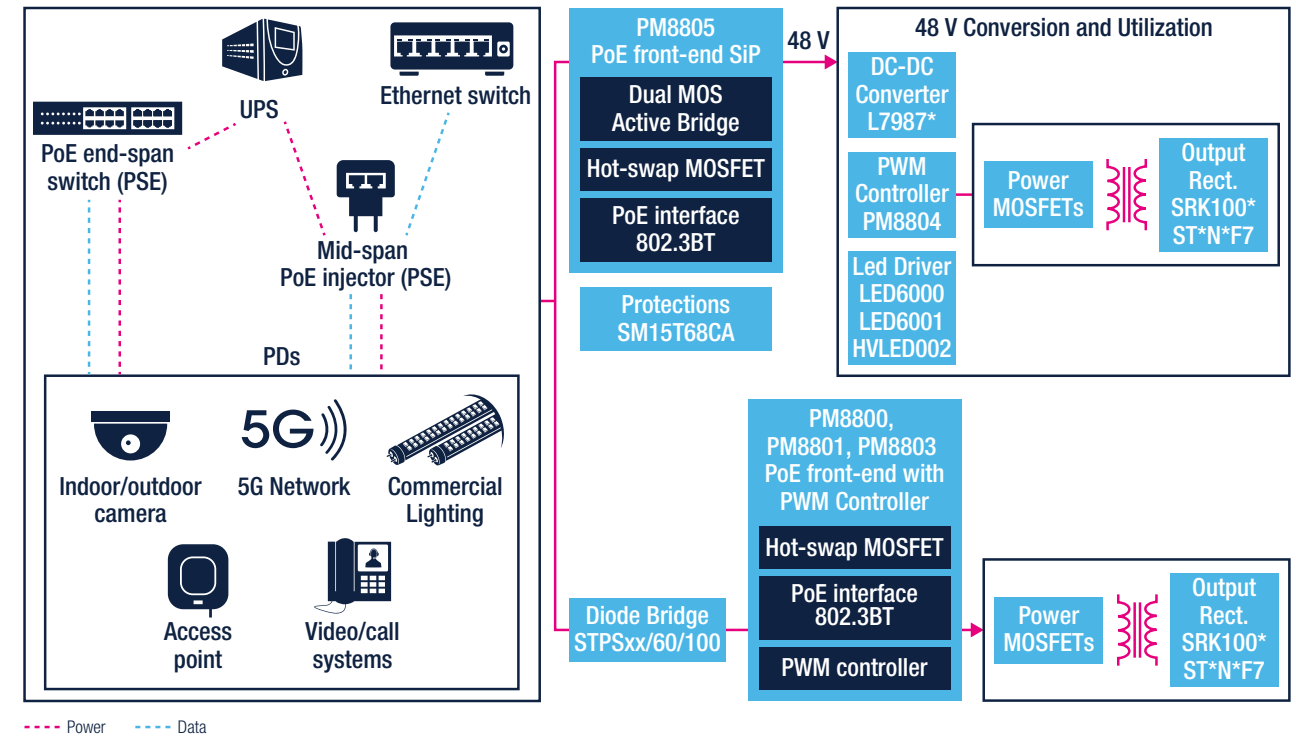 UPS
Ethernet switch
PoE end-span
switch (PSE)
Mid-span
PoE injector (PSE)
PDs
5G
Indoor/outdoor
camera
5G Network
Commercial
Lighting
Access
point
Video/call
systems
Power
Data
PM8805
PoE front-end SiP
Dual MOS
Active Bridge
Hot-swap MOSFET
PoE interface
802.3BT
Protections
SM15T68CA
48 V
48 V Conversion and Utilization
DC-DC
Converter
L7987*
PWM
Controller
PM8804
Led Driver
LED6000
LED6001
HVLED002
Power
MOSFETs
Output
Rect.
SRK100*
ST*N*F7
Diode Bridge
STPSxx/60/100
PM8800,
PM8801, PM8803
PoE front-end with
PWM Controller
Hot-swap MOSFET
PoE interface
802.3BT
PWM controller
Power
MOSFETs
Output
Rect.
SRK100*
ST*N*F7